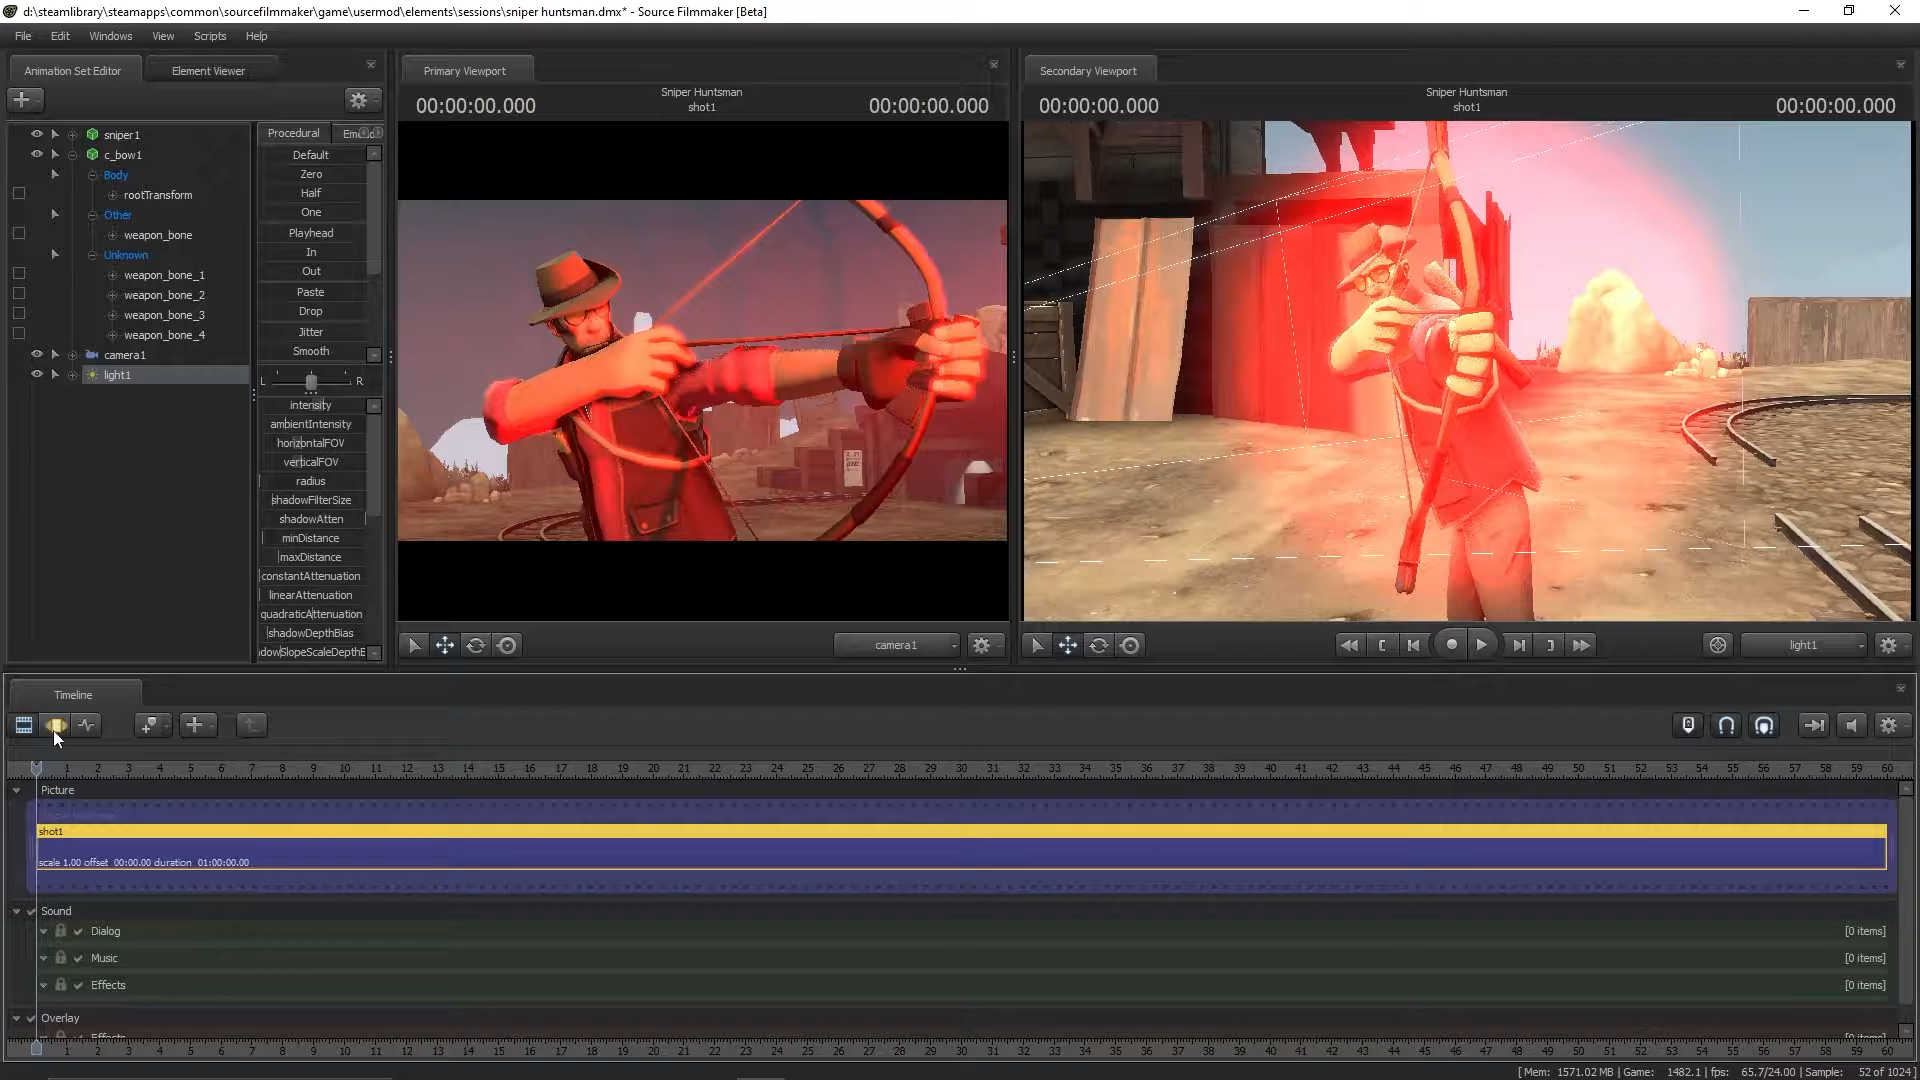 d:\steamlibrary\steamapps\common\sourcefilmmaker\game\usermod\elements\sessions\sniper huntsman.dmx* - Source Filmmaker [Beta]
File Edit Windows View Scripts Help
Animation Set Editor Element Viewer
sniper1
c_bow1
Body
rootTransform
Other
weapon_bone
Unknown
weapon_bone_1
weapon_bone_2
weapon_bone_3
weapon_bone_4
camera1
light1
Procedural
Default
Zero
Half
One
Playhead
In
Out
Paste
Drop
Jitter
Smooth
L R
intensity
ambientIntensity
horizontalFOV
verticalFOV
radius
shadowFilterSize
shadowAtten
minDistance
maxDistance
constantAttenuation
linearAttenuation
quadraticAttenuation
shadowDepthBias
dowSlopeScaleDepthE
Primary Viewport
Sniper Huntsman
00:00:00.000 shot1 00:00:00.000
camera1
Secondary Viewport
Sniper Huntsman
00:00:00.000 shot1 00:00:00.000
light1
Timeline
1 2 3 4 5 6 7 8 9 10 11 12 13 14 15 16 17 18 19 20 21 22 23 24 25 26 27 28 29 30 31 32 33 34 35 36 37 38 39 40 41 42 43 44 45 46 47 48 49 50 51 52 53 54 55 56 57 58 59 60
Picture
shot1
scale 1.00 offset 00:00.00 duration 01:00:00.00
Sound
Dialog [0 items]
Music [0 items]
Effects [0 items]
Overlay
Effects [0 items]
1 2 3 4 5 6 7 8 9 10 11 12 13 14 15 16 17 18 19 20 21 22 23 24 25 26 27 28 29 30 31 32 33 34 35 36 37 38 39 40 41 42 43 44 45 46 47 48 49 50 51 52 53 54 55 56 57 58 59 60
[ Mem: 1571.02 MB | Game: 1482.1 | fps: 65.7/24.00 | Sample: 52 of 1024 ]